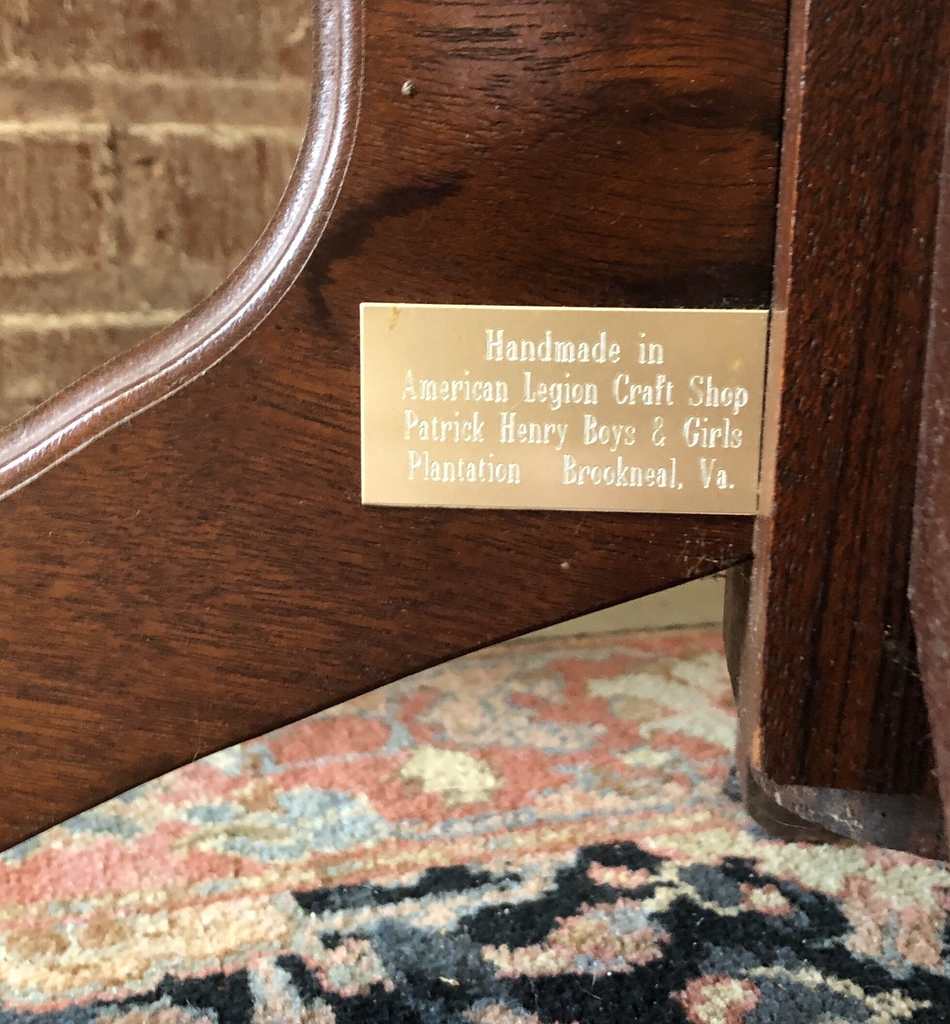 Handmade in
American Legion Craft Shop
Patrick Henry Boys & Girls
Plantation Brookneal, Va.